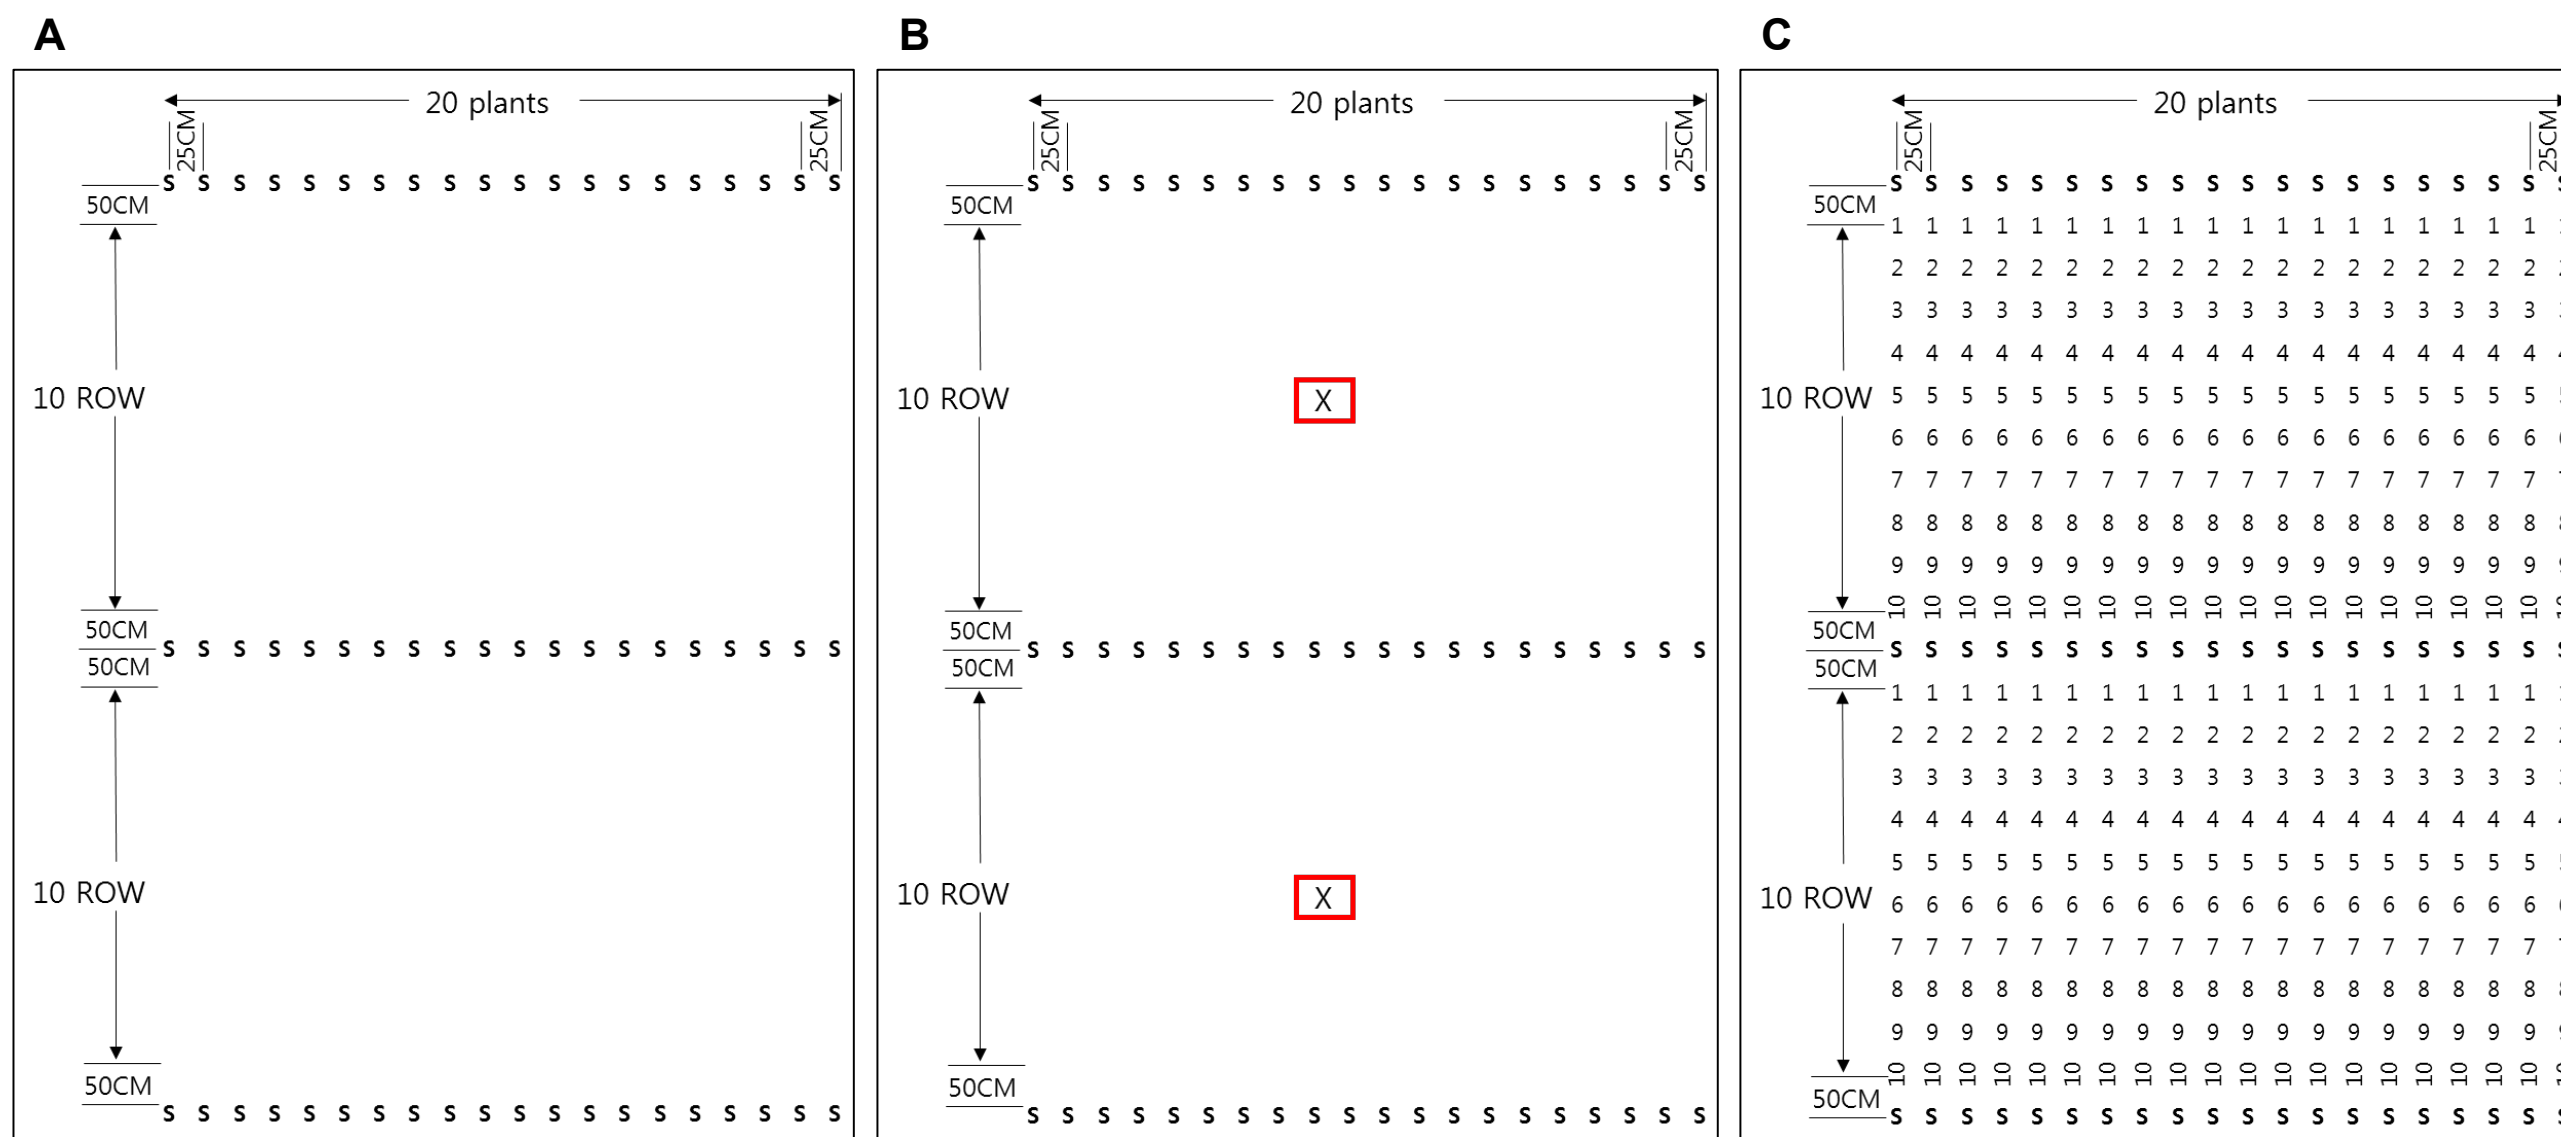 A
20 plants
25CM 25CM
S S S S S S S S S S S S S S S S S S S S
50CM
10 ROW
50CM
S S S S S S S S S S S S S S S S S S S S
50CM
10 ROW
50CM
S S S S S S S S S S S S S S S S S S S S
B
20 plants
25CM 25CM
S S S S S S S S S S S S S S S S S S S S
50CM
10 ROW X
50CM
S S S S S S S S S S S S S S S S S S S S
50CM
10 ROW X
50CM
S S S S S S S S S S S S S S S S S S S S
C
20 plants
25CM 25CM
S S S S S S S S S S S S S S S S S S S
50CM
1 1 1 1 1 1 1 1 1 1 1 1 1 1 1 1 1 1 1
2 2 2 2 2 2 2 2 2 2 2 2 2 2 2 2 2 2 2
3 3 3 3 3 3 3 3 3 3 3 3 3 3 3 3 3 3 3
4 4 4 4 4 4 4 4 4 4 4 4 4 4 4 4 4 4 4
10 ROW 5 5 5 5 5 5 5 5 5 5 5 5 5 5 5 5 5 5 5
6 6 6 6 6 6 6 6 6 6 6 6 6 6 6 6 6 6 6
7 7 7 7 7 7 7 7 7 7 7 7 7 7 7 7 7 7 7
8 8 8 8 8 8 8 8 8 8 8 8 8 8 8 8 8 8 8
9 9 9 9 9 9 9 9 9 9 9 9 9 9 9 9 9 9 9
10 10 10 10 10 10 10 10 10 10 10 10 10 10 10 10 10 10 10
50CM
S S S S S S S S S S S S S S S S S S S
50CM
1 1 1 1 1 1 1 1 1 1 1 1 1 1 1 1 1 1 1
2 2 2 2 2 2 2 2 2 2 2 2 2 2 2 2 2 2 2
3 3 3 3 3 3 3 3 3 3 3 3 3 3 3 3 3 3 3
4 4 4 4 4 4 4 4 4 4 4 4 4 4 4 4 4 4 4
5 5 5 5 5 5 5 5 5 5 5 5 5 5 5 5 5 5 5
10 ROW 6 6 6 6 6 6 6 6 6 6 6 6 6 6 6 6 6 6 6
7 7 7 7 7 7 7 7 7 7 7 7 7 7 7 7 7 7 7
8 8 8 8 8 8 8 8 8 8 8 8 8 8 8 8 8 8 8
9 9 9 9 9 9 9 9 9 9 9 9 9 9 9 9 9 9 9
10 10 10 10 10 10 10 10 10 10 10 10 10 10 10 10 10 10 10
50CM
S S S S S S S S S S S S S S S S S S S